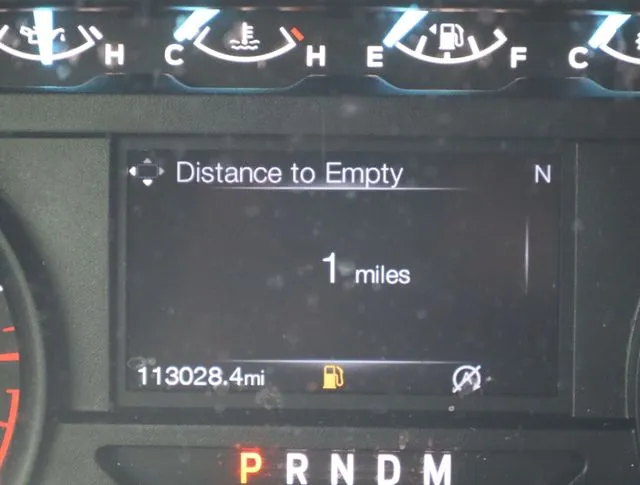 H C H E F C
Distance to Empty N
1 miles
113028.4mi
P R N D M